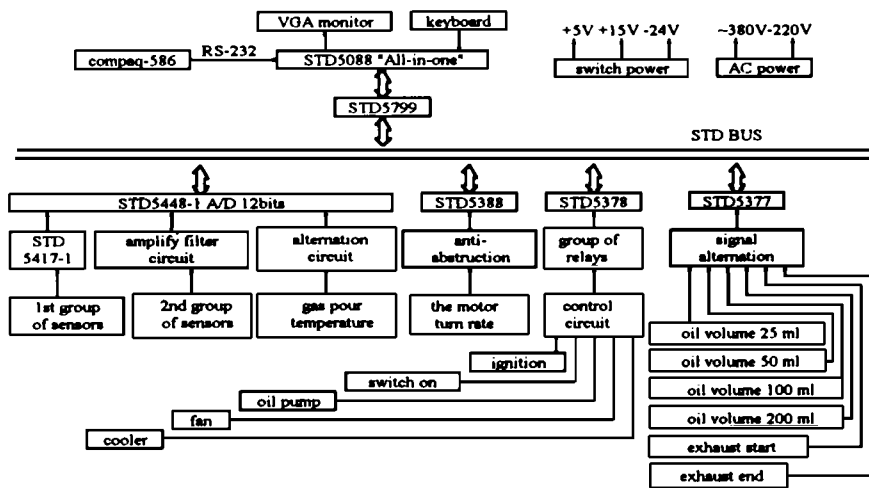 VGA monitor
keyboard
compaq-586
RS-232
STD5088 "All-in-one"
+5V +15V -24V
switch power
~380V-220V
AC power
STD5799
STD BUS
STD5448-1 A/D 12bits
STD5388
STD5378
STD5377
STD
5417-1
amplify filter
circuit
alternation
circuit
anti-
abstruction
group of
relays
signal
alternation
1st group
of sensors
2nd group
of sensors
gas pour
temperature
the motor
turn rate
control
circuit
oil volume 25 ml
oil volume 50 ml
oil volume 100 ml
oil volume 200 ml
exhaust start
exhaust end
ignition
switch on
oil pump
fan
cooler